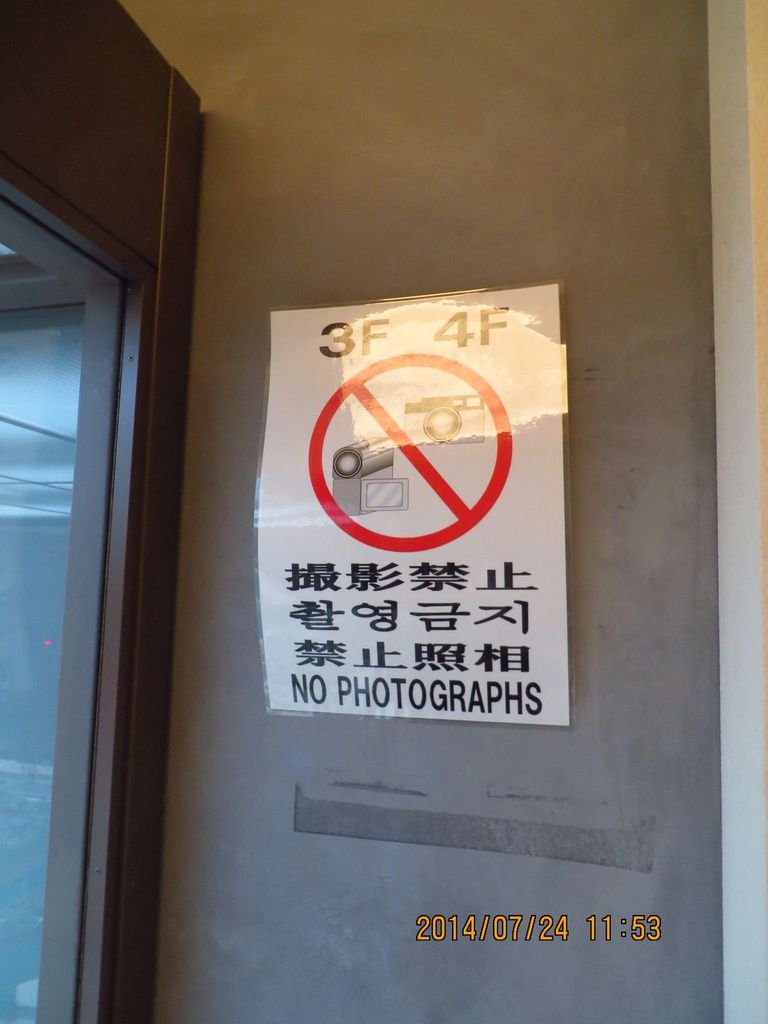 3F 4F
撮影禁止
촬영금지
禁止照相
NO PHOTOGRAPHS
2014/07/24 11:53